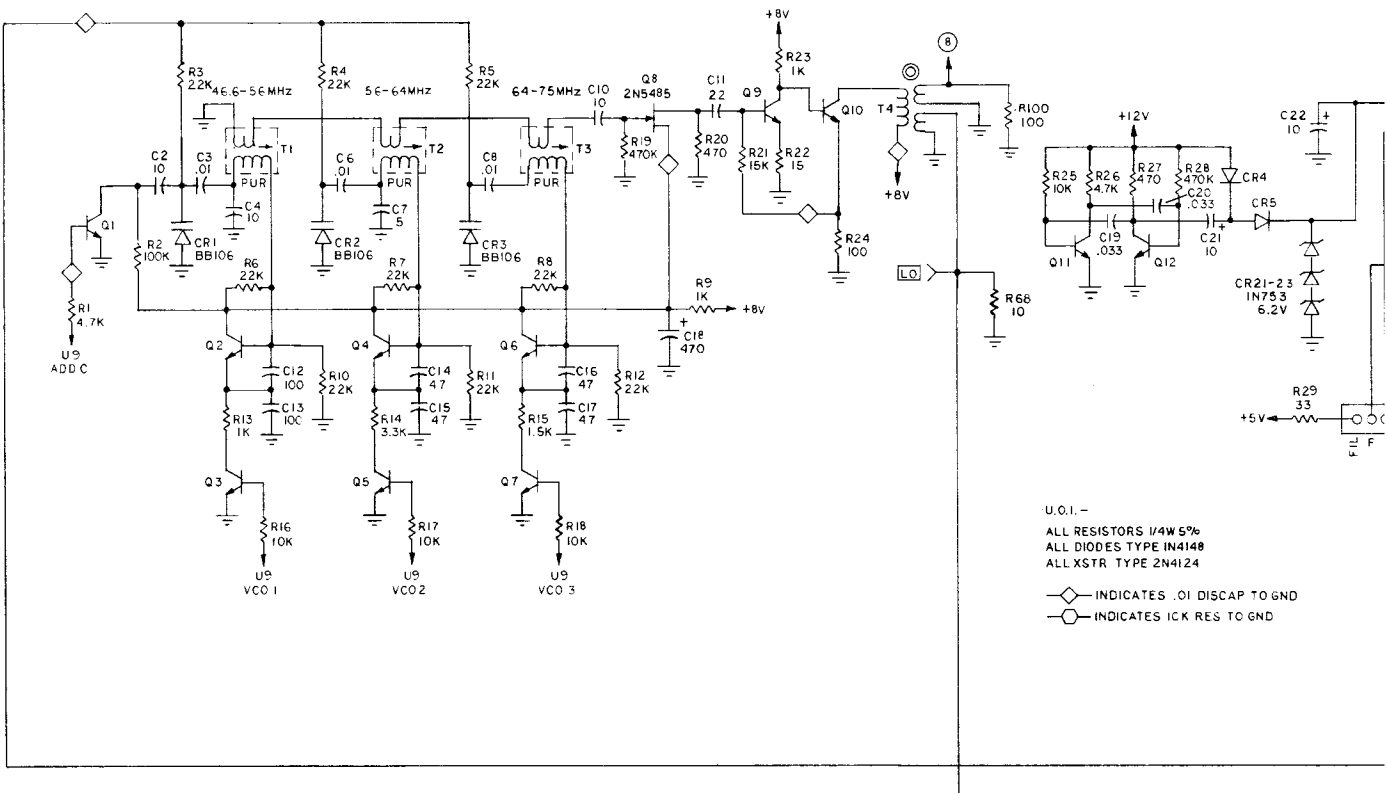 +8V
8
R3
22K
R4
22K
R5
22K
R23
1K
46.6-56MHz
56-64MHz
64-75MHz
C10
10
Q8
2N5485
C11
22
Q9
Q10
T4
R100
100
+8V
+12V
C22
10
+
C2
10
C3
.01
T1
PUR
C4
10
C6
.01
T2
PUR
C7
5
C8
.01
T3
PUR
R19
470K
R20
470
R21
15K
R22
15
R24
100
R25
10K
R26
4.7K
R27
470
R28
470K
C20
.033
CR4
CR5
C19
.033
C21
10
+
Q11
Q12
Q1
R2
100K
CR1
BB106
CR2
BB106
CR3
BB106
R1
4.7K
U9
ADD C
R6
22K
R7
22K
R8
22K
R9
1K
+8V
+
C18
470
LO
R68
10
CR21-23
1N753
6.2V
Q2
C12
100
C13
100
R10
22K
R13
1K
Q4
C14
47
C15
47
R11
22K
R14
3.3K
Q6
C16
47
C17
47
R12
22K
R15
1.5K
R29
33
+5V
FIL
F
Q3
R16
10K
U9
VCO 1
Q5
R17
10K
U9
VCO 2
Q7
R18
10K
U9
VCO 3
U.O.I.-
ALL RESISTORS 1/4W 5%
ALL DIODES TYPE 1N4148
ALL XSTR TYPE 2N4124
INDICATES .01 DISCAP TO GND
INDICATES 1CK RES TO GND